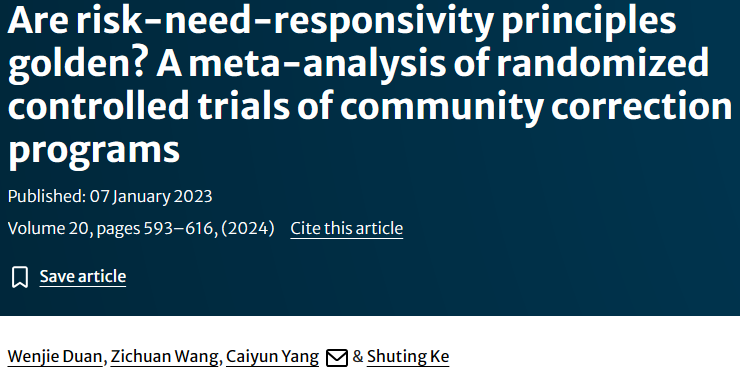 Are risk-need-responsivity principles
golden? A meta-analysis of randomized
controlled trials of community correction
programs
Published: 07 January 2023
Volume 20, pages 593–616, (2024) Cite this article
Save article
Wenjie Duan, Zichuan Wang, Caiyun Yang & Shuting Ke